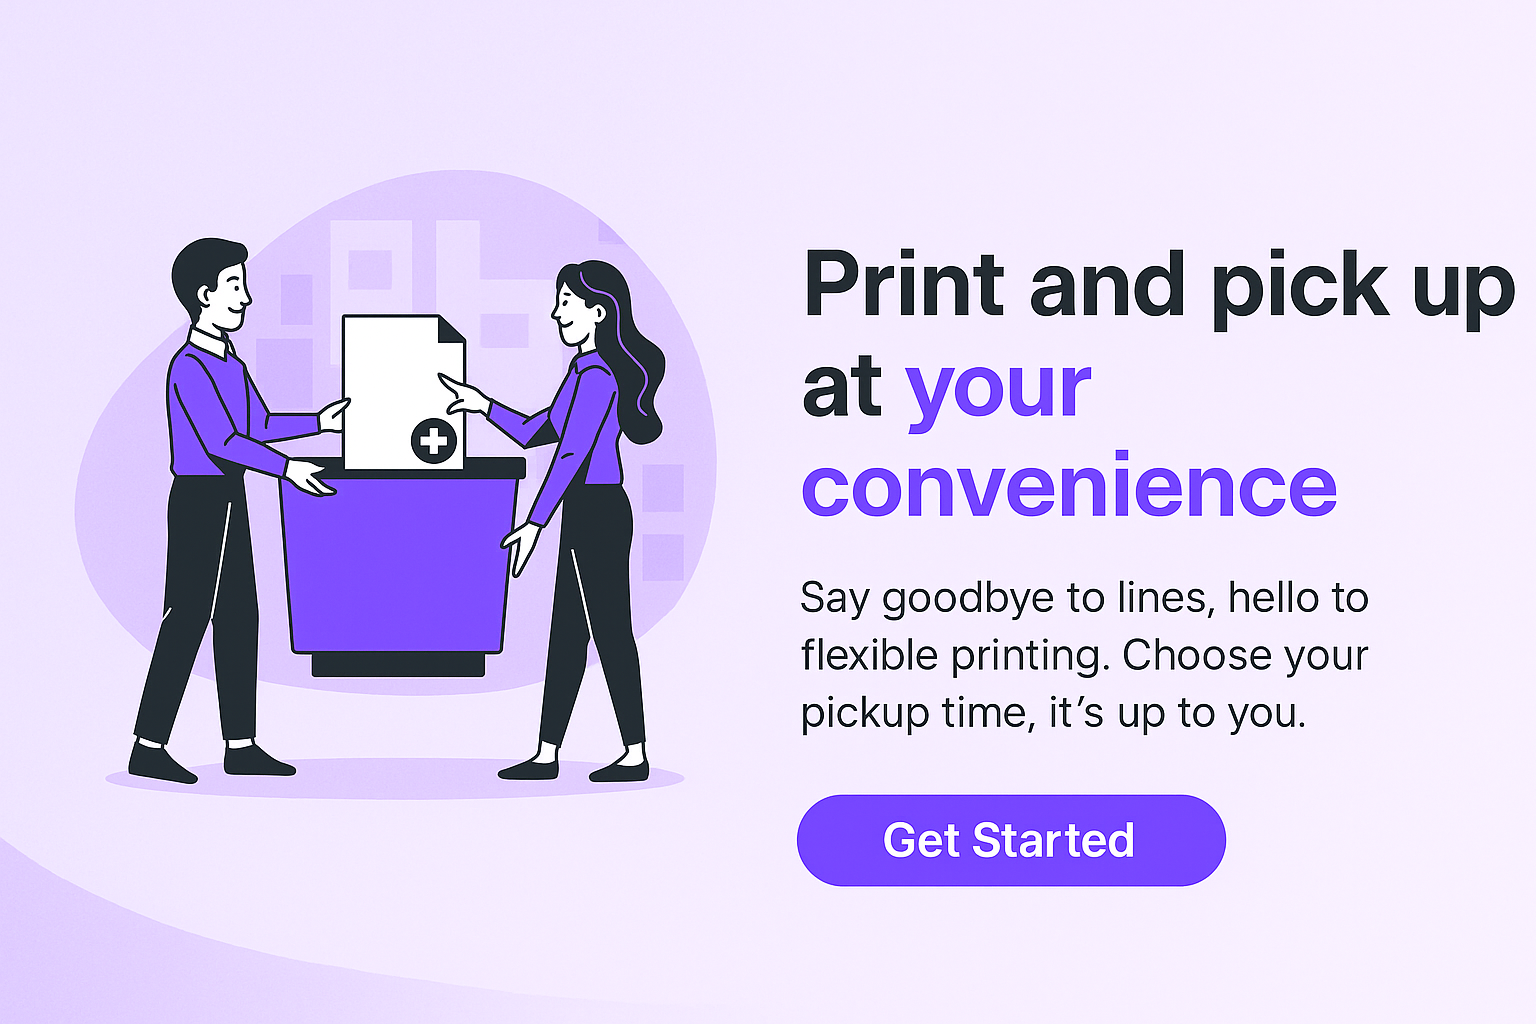 Print and pick up
at your
convenience
Say goodbye to lines, hello to
flexible printing. Choose your
pickup time, it’s up to you.
Get Started